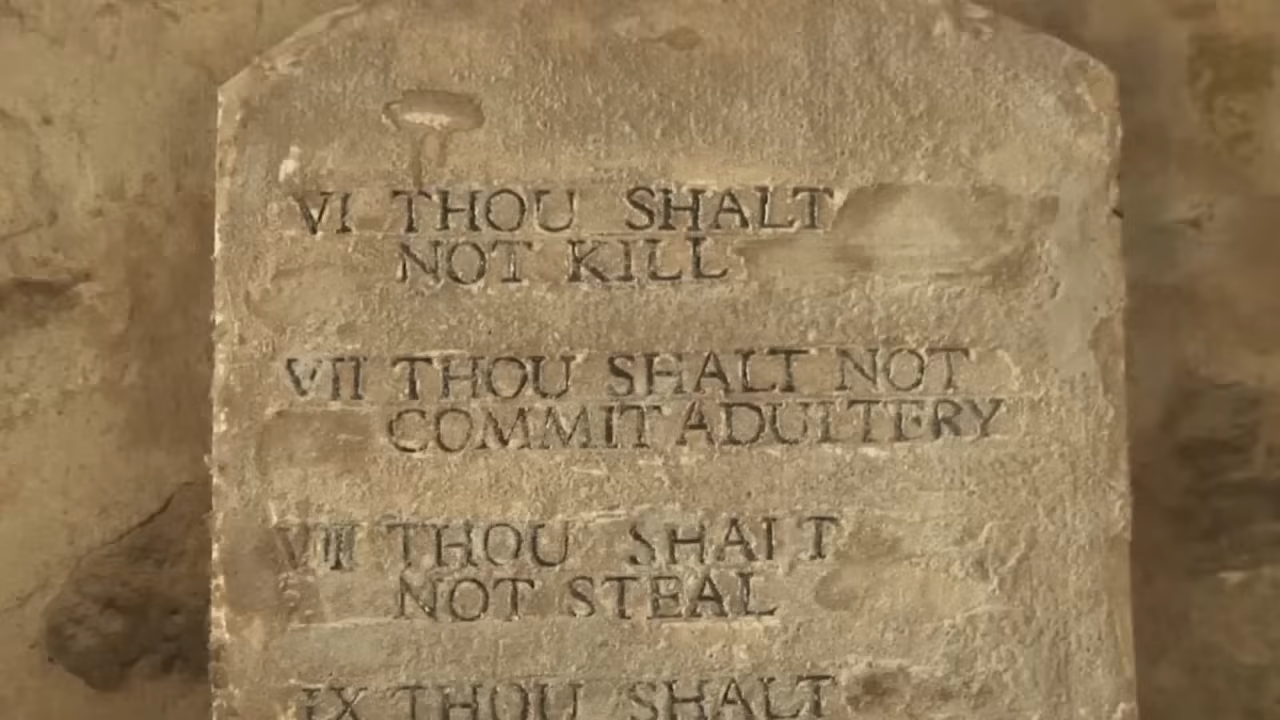 VI THOU SHALT
NOT KILL
VII THOU SHALT NOT
COMMIT ADULTERY
VIII THOU SHALT
NOT STEAL
IX THOU SHALT